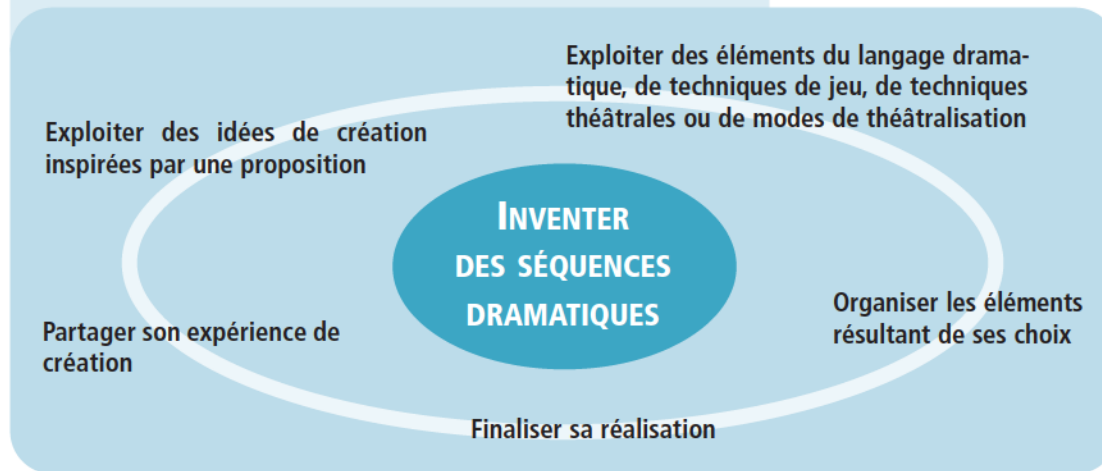 Exploiter des idées de création
inspirées par une proposition
Exploiter des éléments du langage drama-
tique, de techniques de jeu, de techniques
théâtrales ou de modes de théâtralisation
INVENTER
DES SÉQUENCES
DRAMATIQUES
Organiser les éléments
résultant de ses choix
Partager son expérience de
création
Finaliser sa réalisation